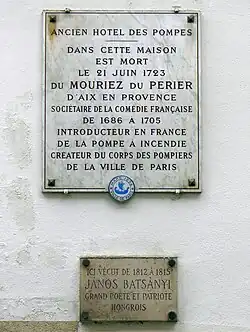 ANCIEN HOTEL DES POMPES
DANS CETTE MAISON
EST MORT
LE 21 JUIN 1723
DU MOURIEZ DU PERIER
D'AIX EN PROVENCE
SOCIETAIRE DE LA COMÉDIE FRANÇAISE
DE 1686 A 1705
INTRODUCTEUR EN FRANCE
DE LA POMPE A INCENDIE
CREATEUR DU CORPS DES POMPIERS
DE LA VILLE DE PARIS
ICI VÉCUT DE 1812 À 1815
JANOS BATSÁNYI
GRAND POÈTE ET PATRIOTE
HONGROIS